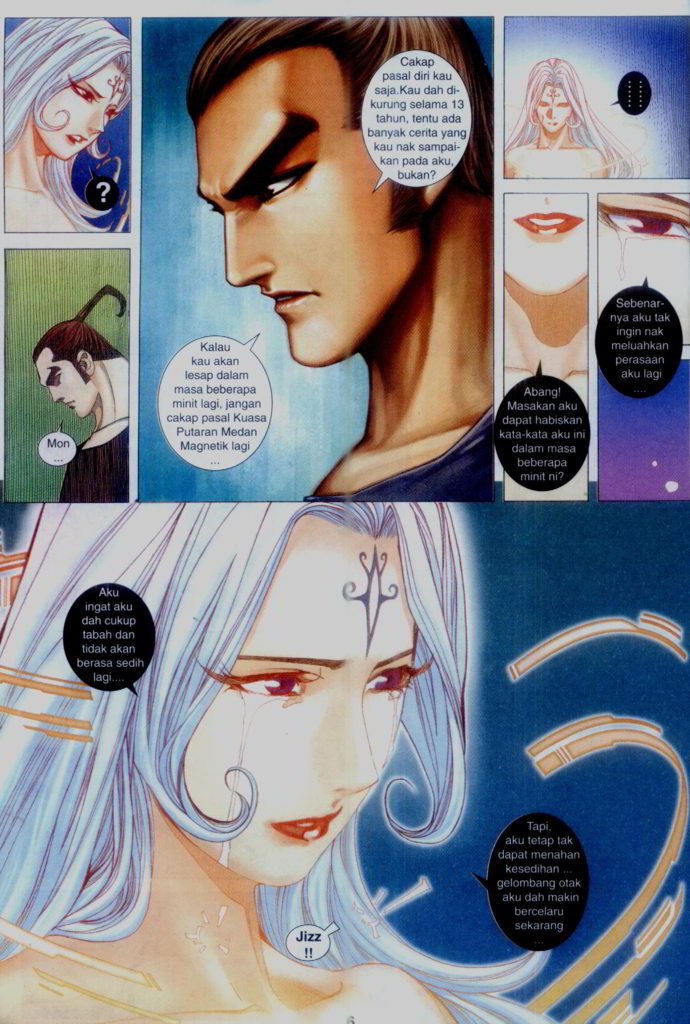 ?
Cakap
pasal diri kau
saja.Kau dah di-
kurung selama 13
tahun, tentu ada
banyak cerita yang
kau nak sampai-
kan pada aku,
bukan?
Mon
...
Kalau
kau akan
lesap dalam
masa beberapa
minit lagi, jangan
cakap pasal Kuasa
Putaran Medan
Magnetik lagi
Abang!
Masakan aku
dapat habiskan
kata-kata aku ini
dalam masa
beberapa
minit ni?
Sebenar-
nya aku tak
ingin nak
meluahkan
perasaan
aku lagi
....
Aku
ingat aku
dah cukup
tabah dan
tidak akan
berasa sedih
lagi....
Tapi,
aku tetap tak
dapat menahan
kesedihan ...
gelombang otak
aku dah makin
bercelaru
sekarang
...
Jizz
!!
6